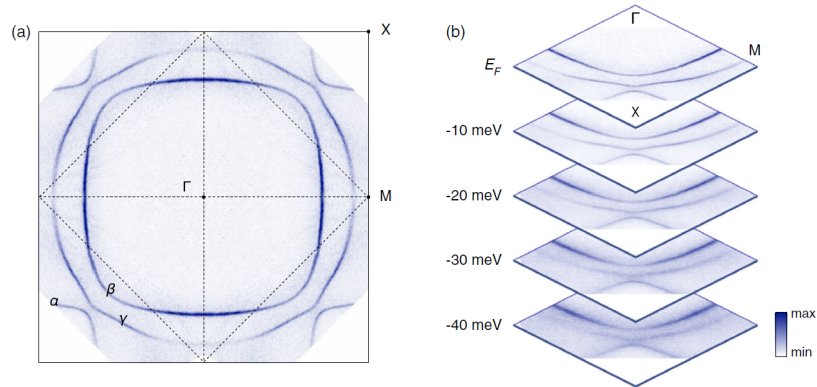 (a)
X
Γ
M
β
α
γ
(b)
Γ
M
E_F
X
-10 meV
-20 meV
-30 meV
-40 meV
max
min